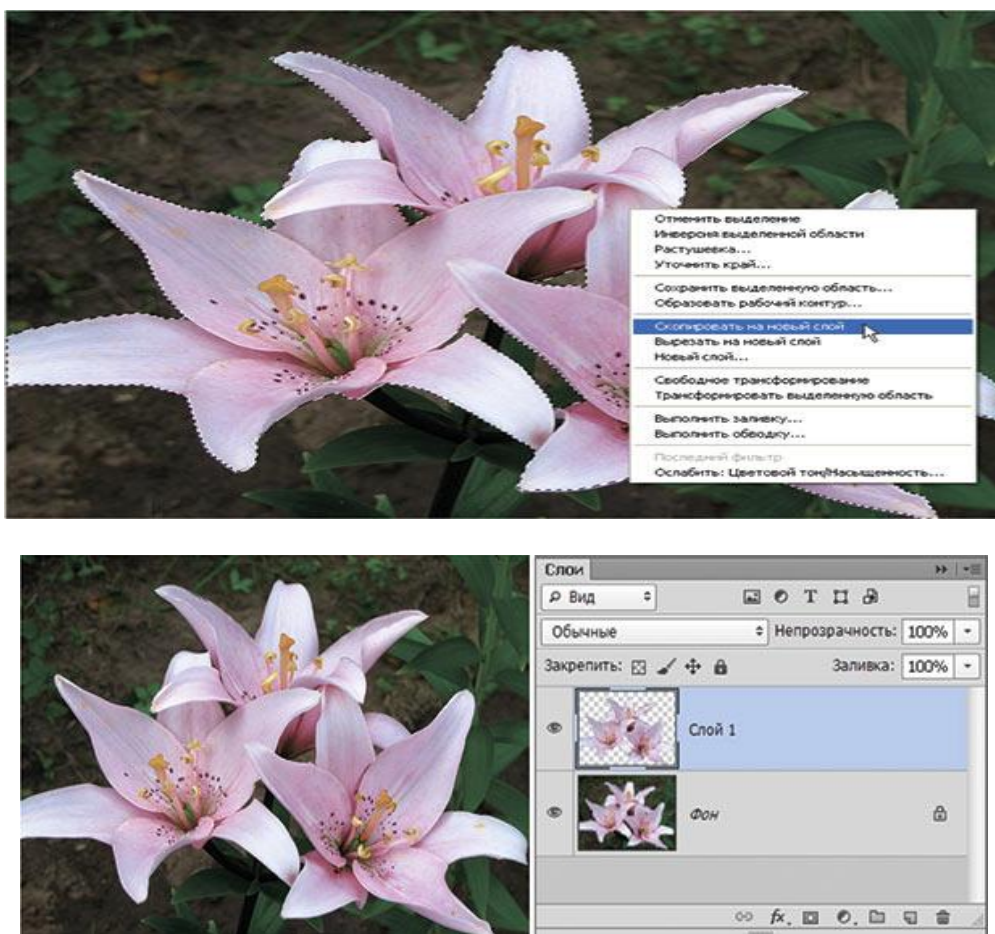 Отменить выделение
Инверсия выделенной области
Растушевка...
Уточнить край...
Сохранить выделенную область...
Образовать рабочий контур...
Скопировать на новый слой
Вырезать на новый слой
Новый слой...
Свободное трансформирование
Трансформировать выделенную область
Выполнить заливку...
Выполнить обводку...
Последний фильтр
Ослабить: Цветовой тон/Насыщенность...
Слои
Вид
Обычные Непрозрачность: 100%
Закрепить: Заливка: 100%
Слой 1
Фон
fx